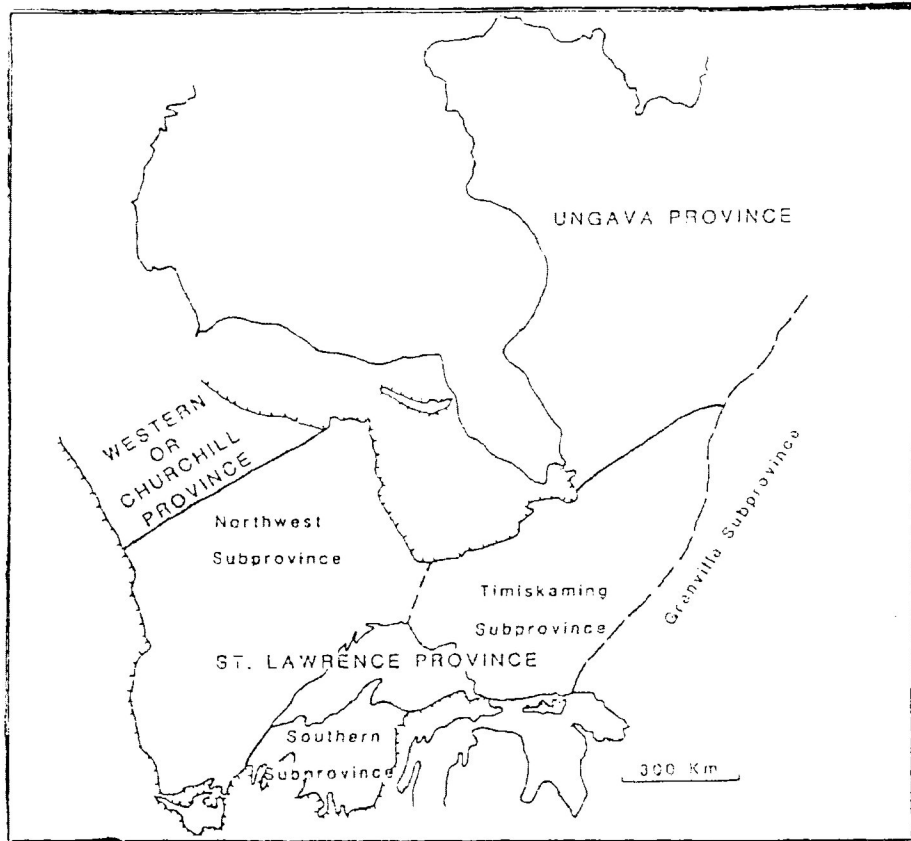 UNGAVA PROVINCE
WESTERN
OR
CHURCHILL
PROVINCE
Northwest
Subprovince
Grenville Subprovince
Timiskaming
Subprovince
ST. LAWRENCE PROVINCE
Southern
Subprovince
300 Km